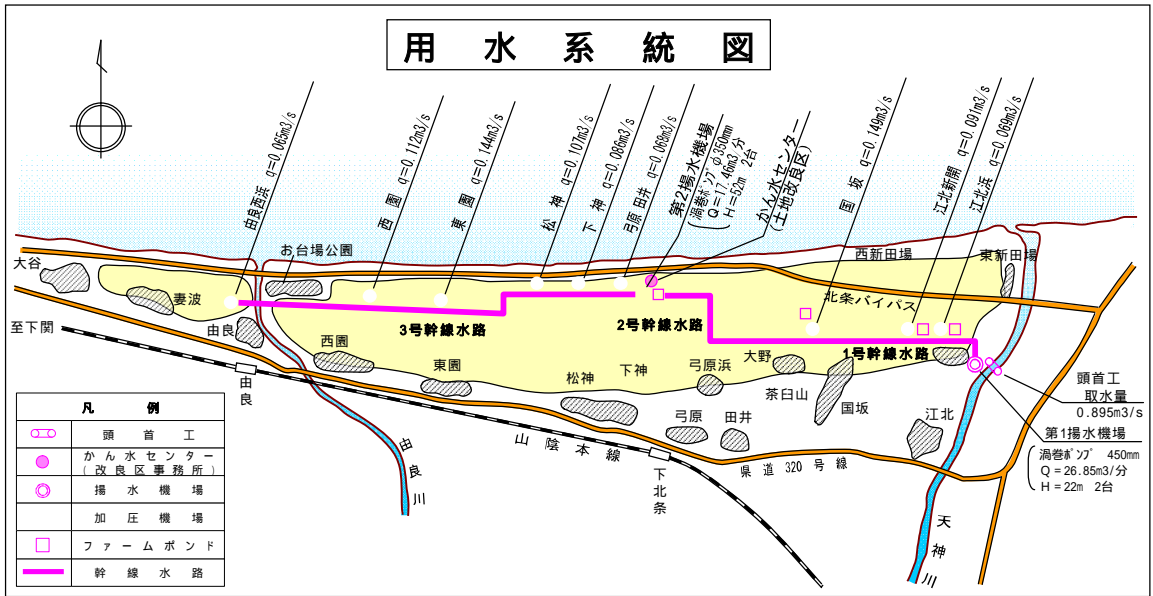 用水系統図
由良西浜 q=0.065m3/s
西園 q=0.112m3/s
東園 q=0.144m3/s
松神 q=0.107m3/s
下神 q=0.086m3/s
弓原田井 q=0.068m3/s
第2揚水機場
渦巻ポンプ φ350mm
Q=17.46m3/分
H=52m 2台
かん水センター
(土地改良区)
国坂 q=0.149m3/s
江北新開 q=0.091m3/s
江北浜 q=0.069m3/s
お台場公園
西新田場
東新田場
大谷
妻波
北条バイパス
由良
3号幹線水路
2号幹線水路
1号幹線水路
至下関
西園
東園
松神
下神
弓原浜
大野
茶臼山
国坂
由良
弓原
田井
江北
山陰本線
下北条
県道320号線
由良川
天神川
頭首工
取水量
0.895m3/s
第1揚水機場
渦巻ポンプ 450mm
Q=26.85m3/分
H=22m 2台
凡例
頭首工
かん水センター
(改良区事務所)
揚水機場
加圧機場
ファームポンド
幹線水路